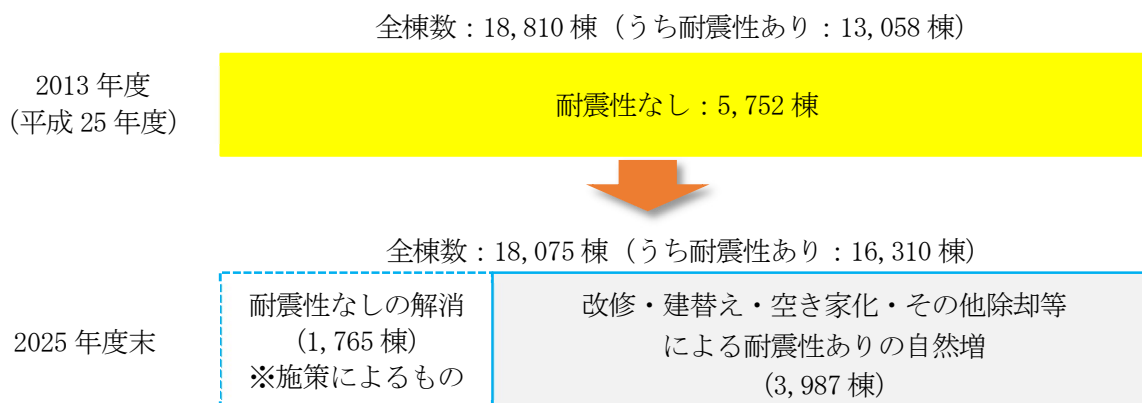 全棟数：18,810 棟（うち耐震性あり：13,058 棟）
2013 年度
（平成 25 年度）
耐震性なし：5,752 棟
全棟数：18,075 棟（うち耐震性あり：16,310 棟）
2025 年度末
耐震性なしの解消
(1,765 棟)
※施策によるもの
改修・建替え・空き家化・その他除却等
による耐震性ありの自然増
(3,987 棟)